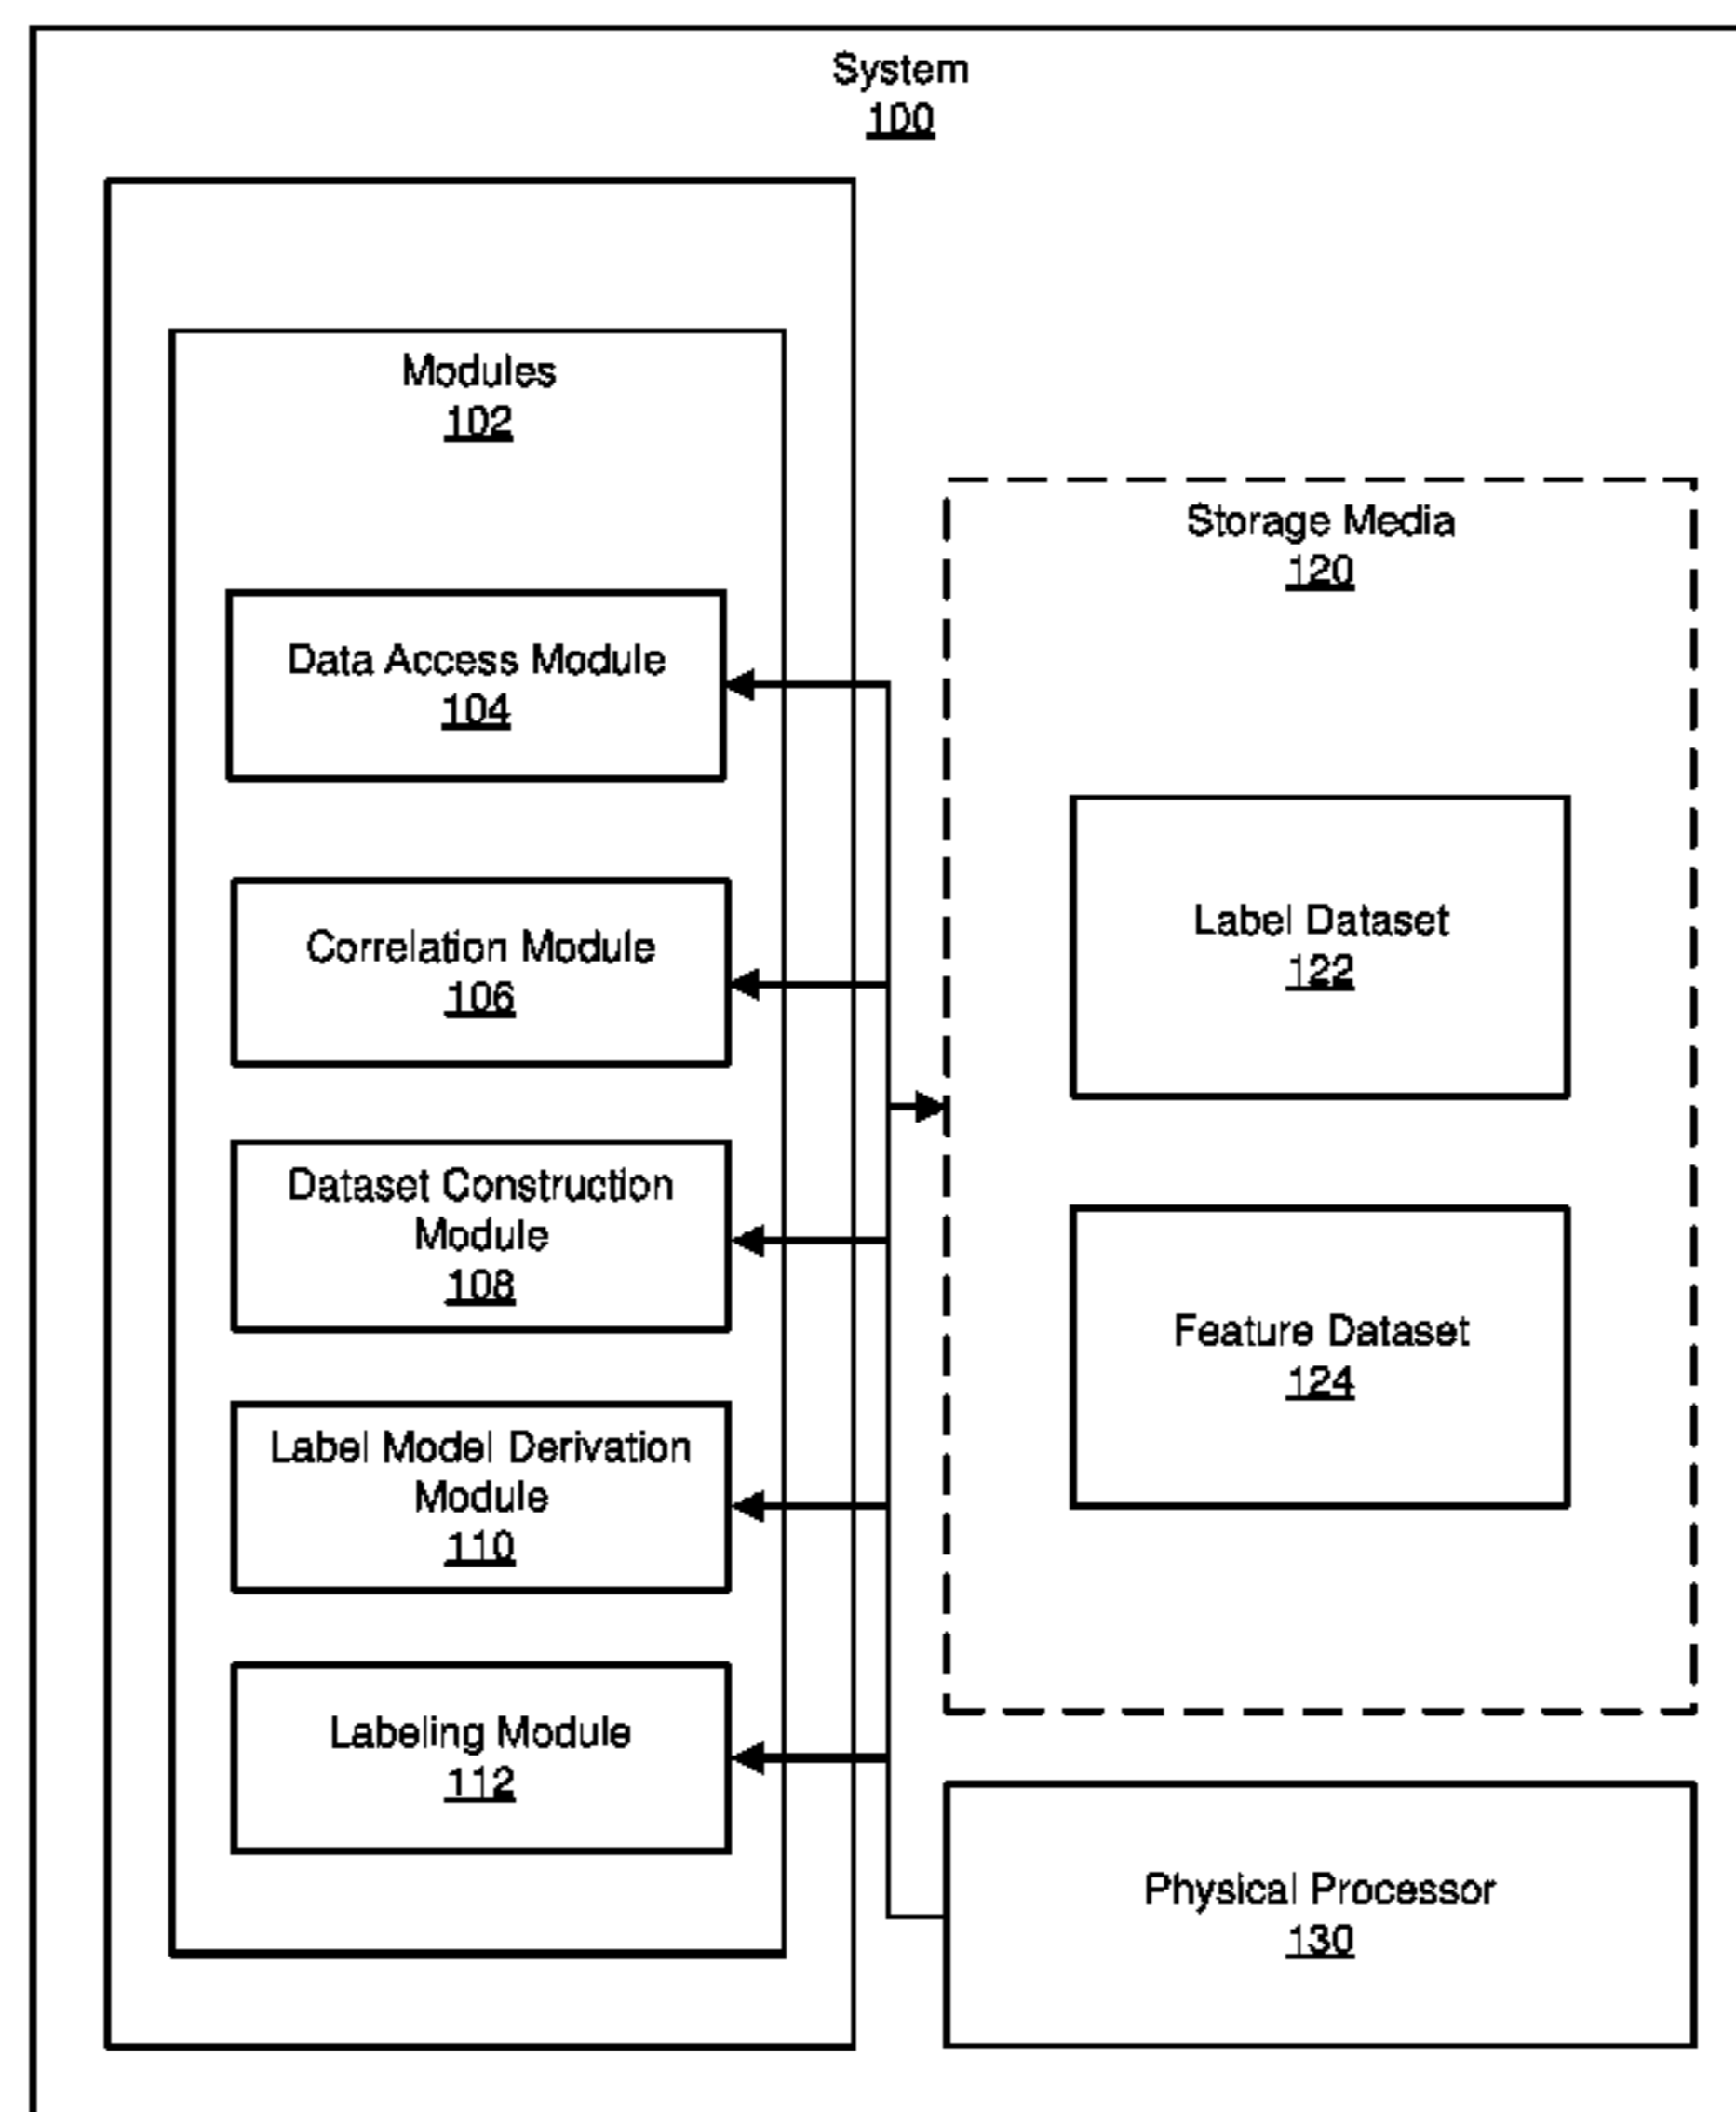 System
100
Modules
102
Data Access Module
104
Correlation Module
106
Dataset Construction
Module
108
Label Model Derivation
Module
110
Labeling Module
112
Storage Media
120
Label Dataset
122
Feature Dataset
124
Physical Processor
130